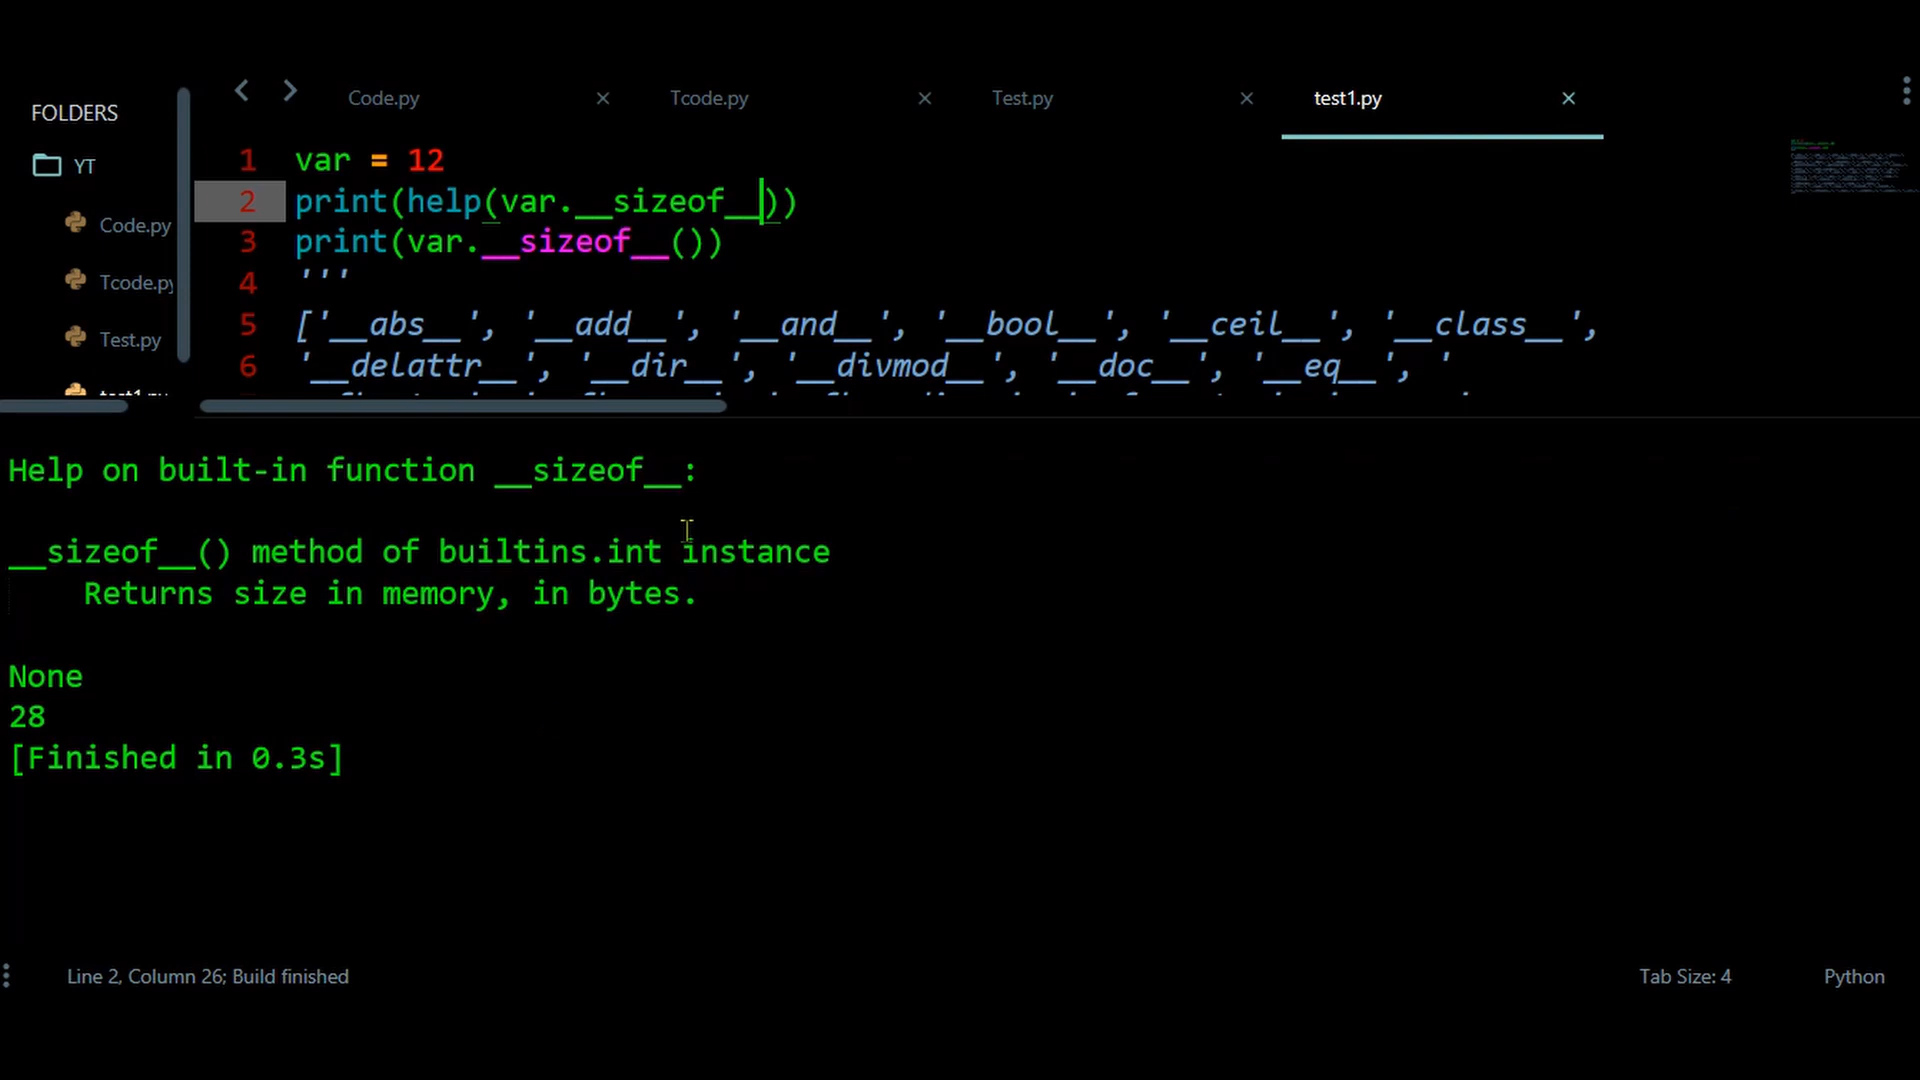 FOLDERS
YT
Code.py
Tcode.py
Test.py
test1.py
Code.py
Tcode.py
Test.py
test1.py
1 var = 12
2 print(help(var.__sizeof__))
3 print(var.__sizeof__())
4 '''
5 ['__abs__', '__add__', '__and__', '__bool__', '__ceil__', '__class__',
6 '__delattr__', '__dir__', '__divmod__', '__doc__', '__eq__', '
Help on built-in function __sizeof__:
__sizeof__() method of builtins.int instance
Returns size in memory, in bytes.
None
28
[Finished in 0.3s]
Line 2, Column 26; Build finished
Tab Size: 4
Python